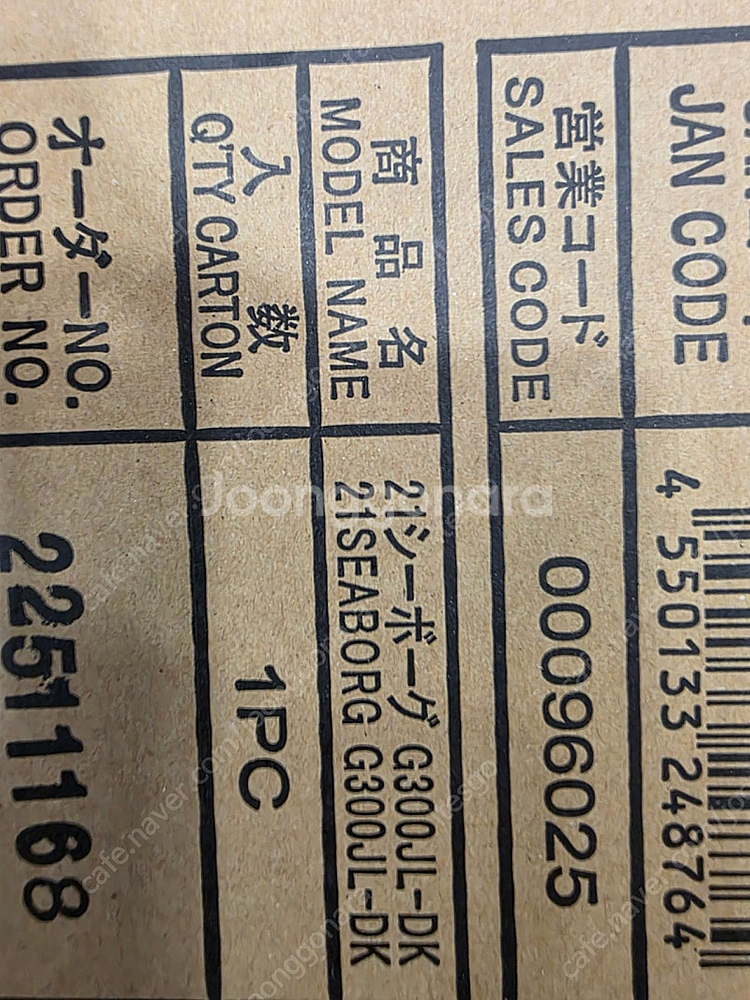 JAN CODE
4 550133 248764
営業コード
SALES CODE
00096025
商品名
MODEL NAME
21シーボーグ G300JL-DK
21SEABORG G300JL-DK
入数
Q'TY CARTON
1PC
オーダーNO.
ORDER NO.
22511168
Joonggonara